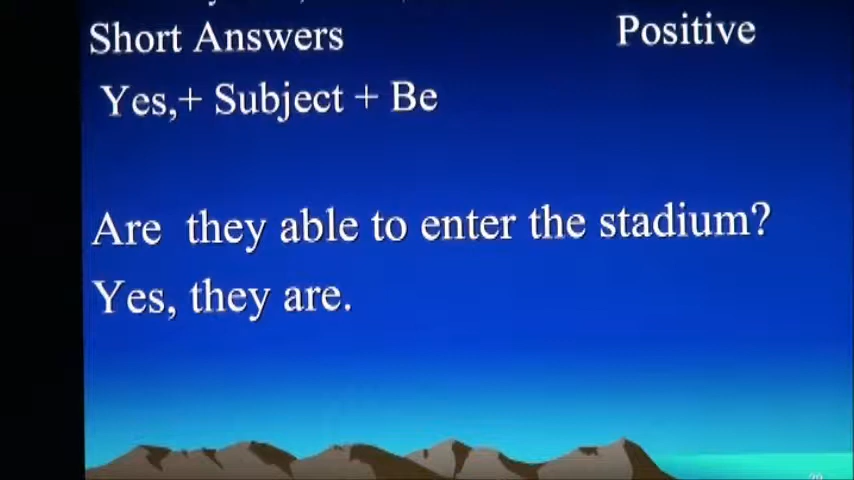 Short Answers Positive
Yes,+ Subject + Be
Are they able to enter the stadium?
Yes, they are.